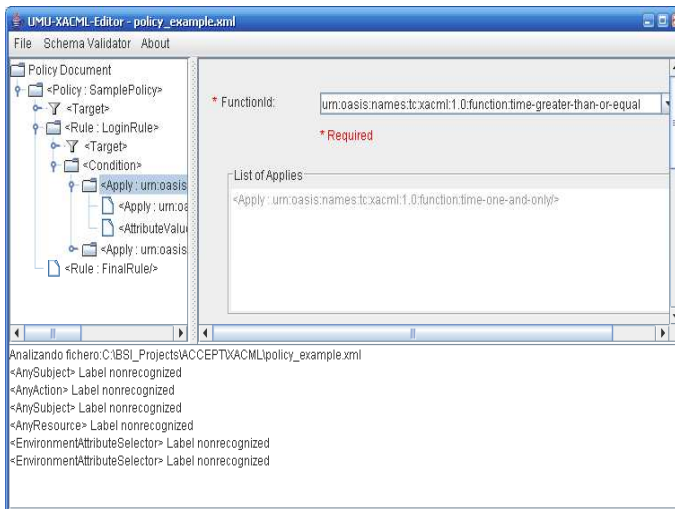 UMU-XACML-Editor - policy_example.xml
File Schema Validator About
Policy Document
<Policy : SamplePolicy>
<Target>
<Rule : LoginRule>
<Target>
<Condition>
<Apply : urn:oasis
<Apply : urn:oa
<AttributeValu
<Apply : urn:oasis
<Rule : FinalRule/>
* FunctionId: urn:oasis:names:tc:xacml:1.0:function:time-greater-than-or-equal
* Required
List of Applies
<Apply : urn:oasis:names:tc:xacml:1.0:function:time-one-and-only/>
Analizando fichero:C:\BSI_Projects\ACCEPT\XACML\policy_example.xml
<AnySubject> Label nonrecognized
<AnyAction> Label nonrecognized
<AnySubject> Label nonrecognized
<AnyResource> Label nonrecognized
<EnvironmentAttributeSelector> Label nonrecognized
<EnvironmentAttributeSelector> Label nonrecognized